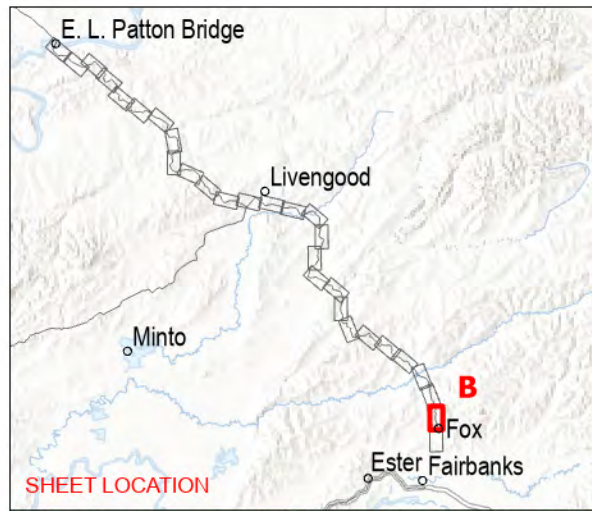 E. L. Patton Bridge
Livengood
Minto
B
Fox
Ester Fairbanks
SHEET LOCATION